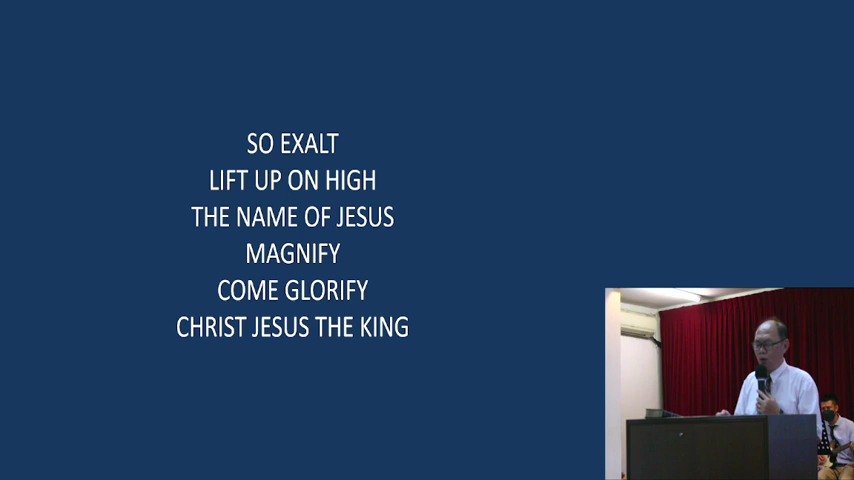 SO EXALT
LIFT UP ON HIGH
THE NAME OF JESUS
MAGNIFY
COME GLORIFY
CHRIST JESUS THE KING